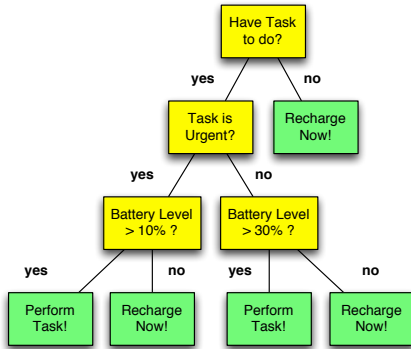 Have Task
to do?
yes
no
Task is
Urgent?
Recharge
Now!
yes
no
Battery Level
> 10% ?
Battery Level
> 30% ?
yes
no
yes
no
Perform
Task!
Recharge
Now!
Perform
Task!
Recharge
Now!